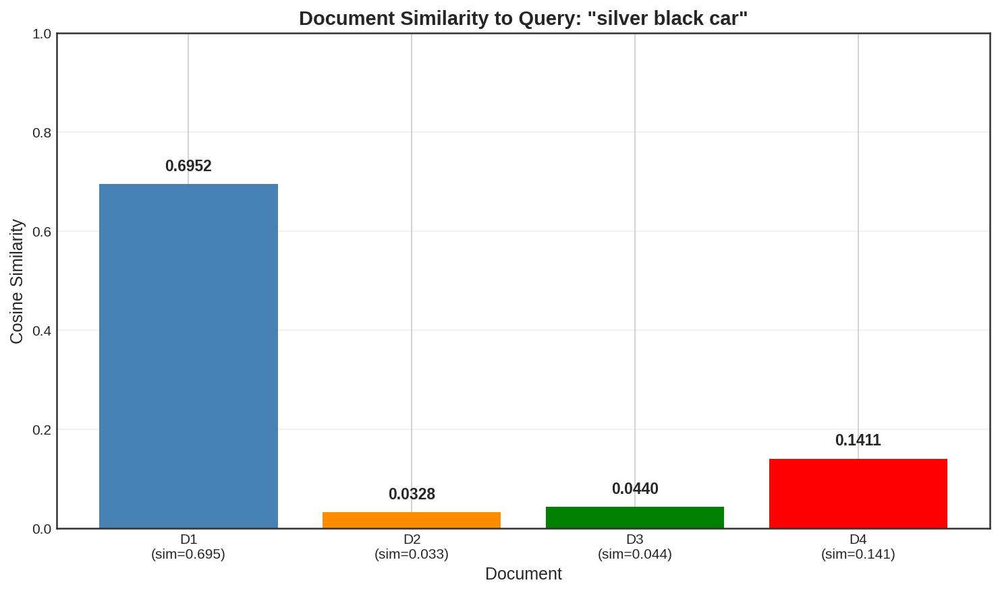 Document Similarity to Query: "silver black car"
1.0
0.8
0.6
0.4
0.2
0.0
Cosine Similarity
0.6952
0.0328
0.0440
0.1411
D1
(sim=0.695)
D2
(sim=0.033)
D3
(sim=0.044)
D4
(sim=0.141)
Document